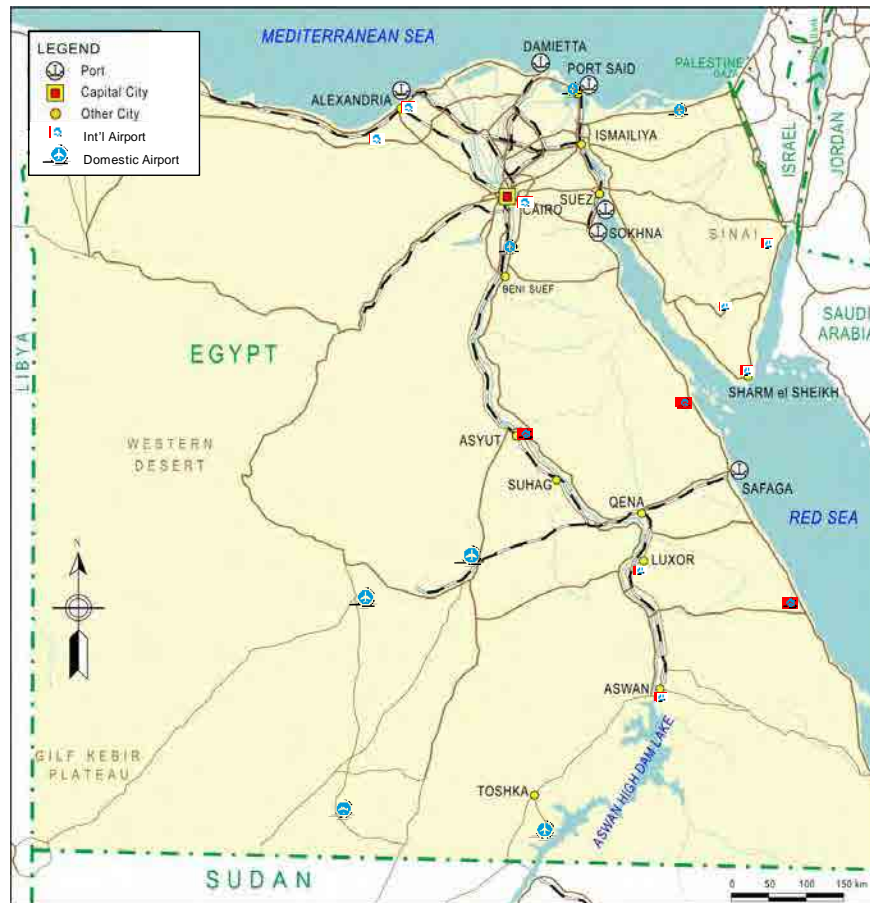 MEDITERRANEAN SEA
LEGEND
Port
Capital City
Other City
Int'l Airport
Domestic Airport
DAMIETTA
PORT SAID
PALESTINE
GAZA
ALEXANDRIA
ISMAILIYA
ISRAEL
JORDAN
SUEZ
CAIRO
SOKHNA
SINAI
BENI SUEF
SAUDI
ARABIA
LIBYA
EGYPT
SHARM el SHEIKH
WESTERN
DESERT
ASYUT
SUHAG
QENA
SAFAGA
RED SEA
N
LUXOR
ASWAN
GILF KEBIR
PLATEAU
TOSHKA
ASWAN HIGH DAM LAKE
SUDAN
0 50 100 150 km